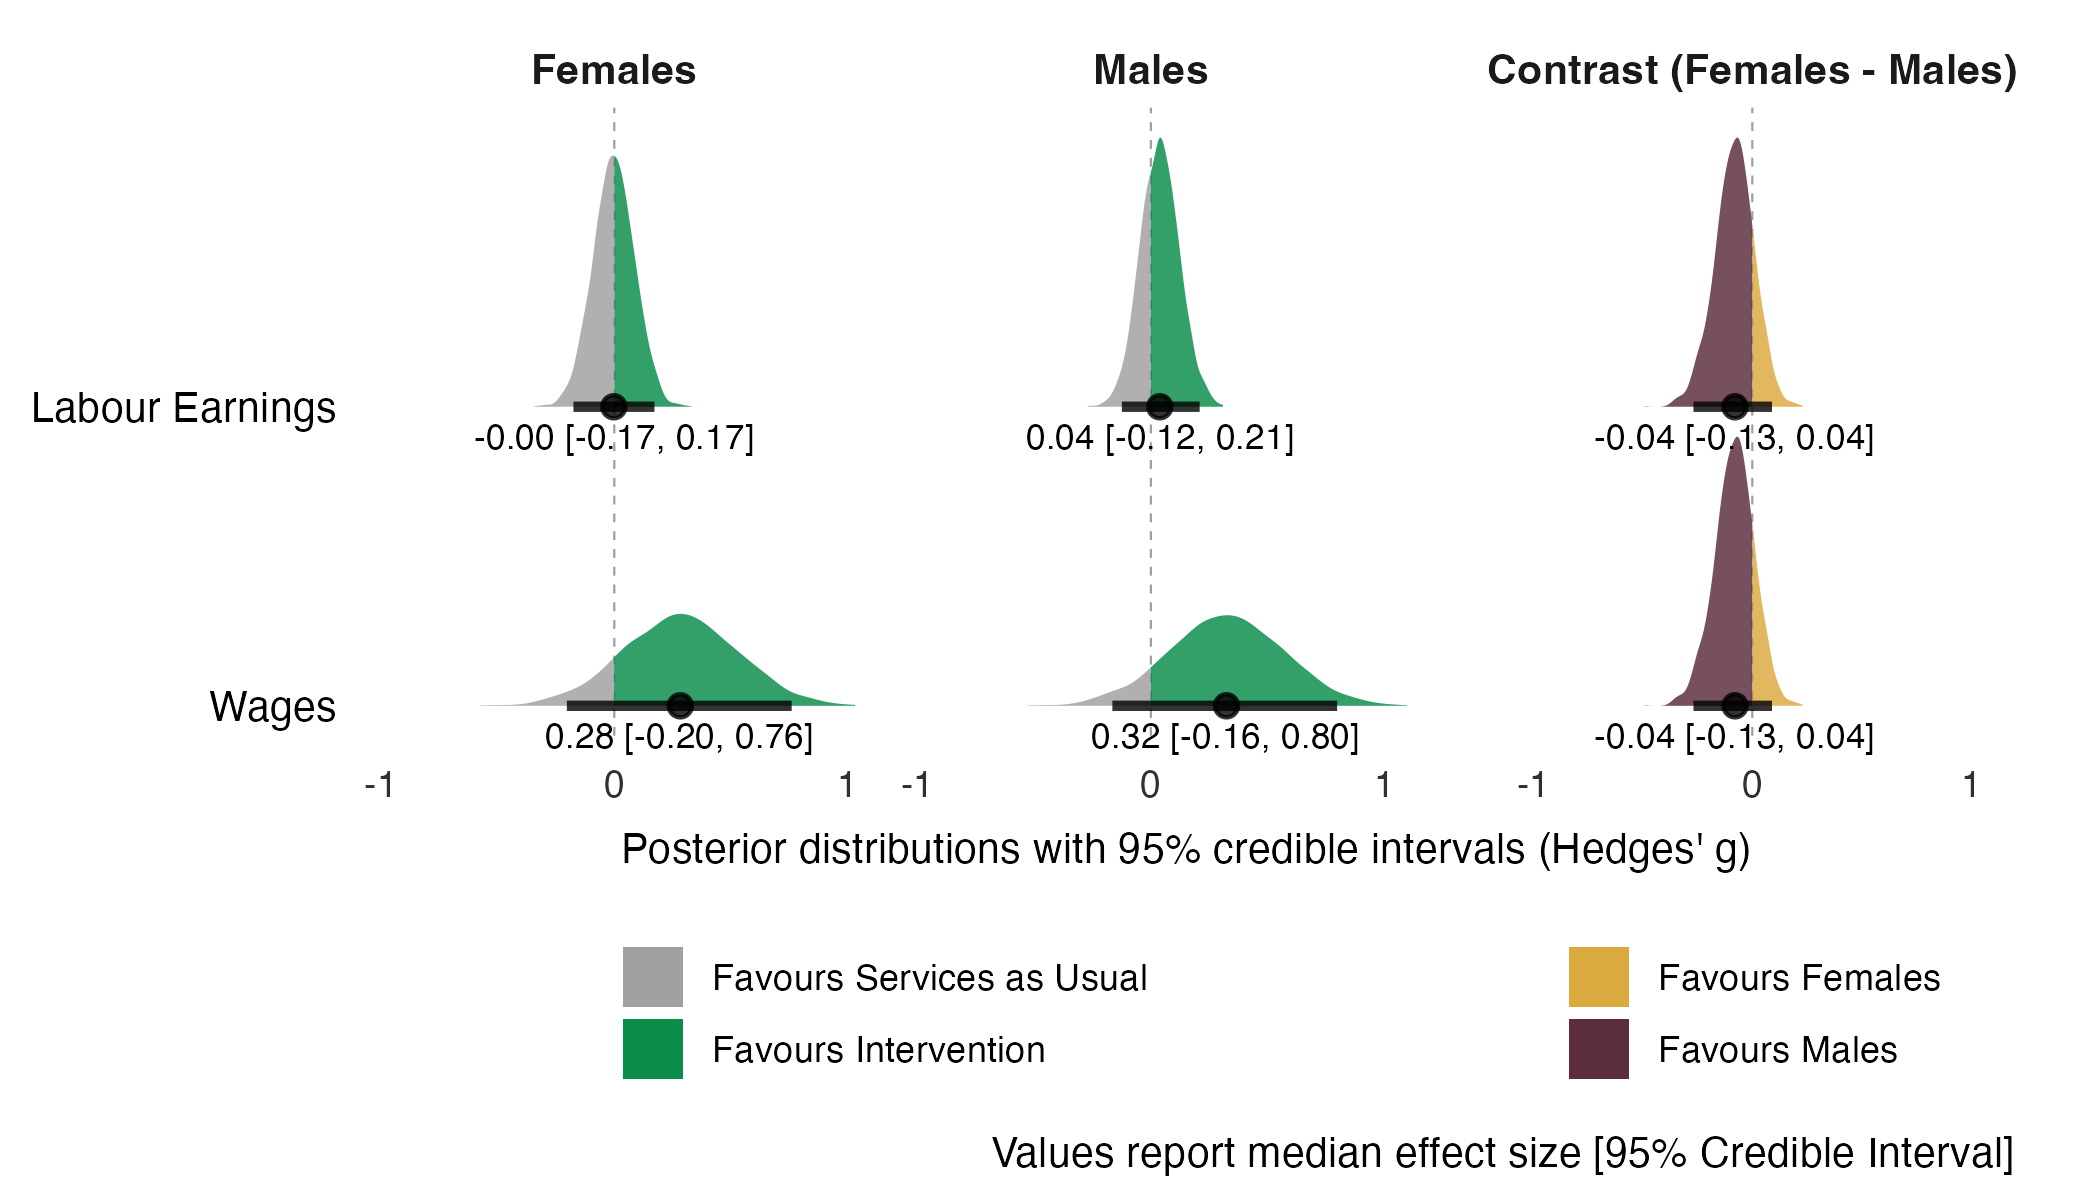 Females Males Contrast (Females - Males)
Labour Earnings
-0.00 [-0.17, 0.17] 0.04 [-0.12, 0.21] -0.04 [-0.13, 0.04]
Wages
0.28 [-0.20, 0.76] 0.32 [-0.16, 0.80] -0.04 [-0.13, 0.04]
-1 0 1 -1 0 1 -1 0 1
Posterior distributions with 95% credible intervals (Hedges' g)
Favours Services as Usual
Favours Intervention
Favours Females
Favours Males
Values report median effect size [95% Credible Interval]